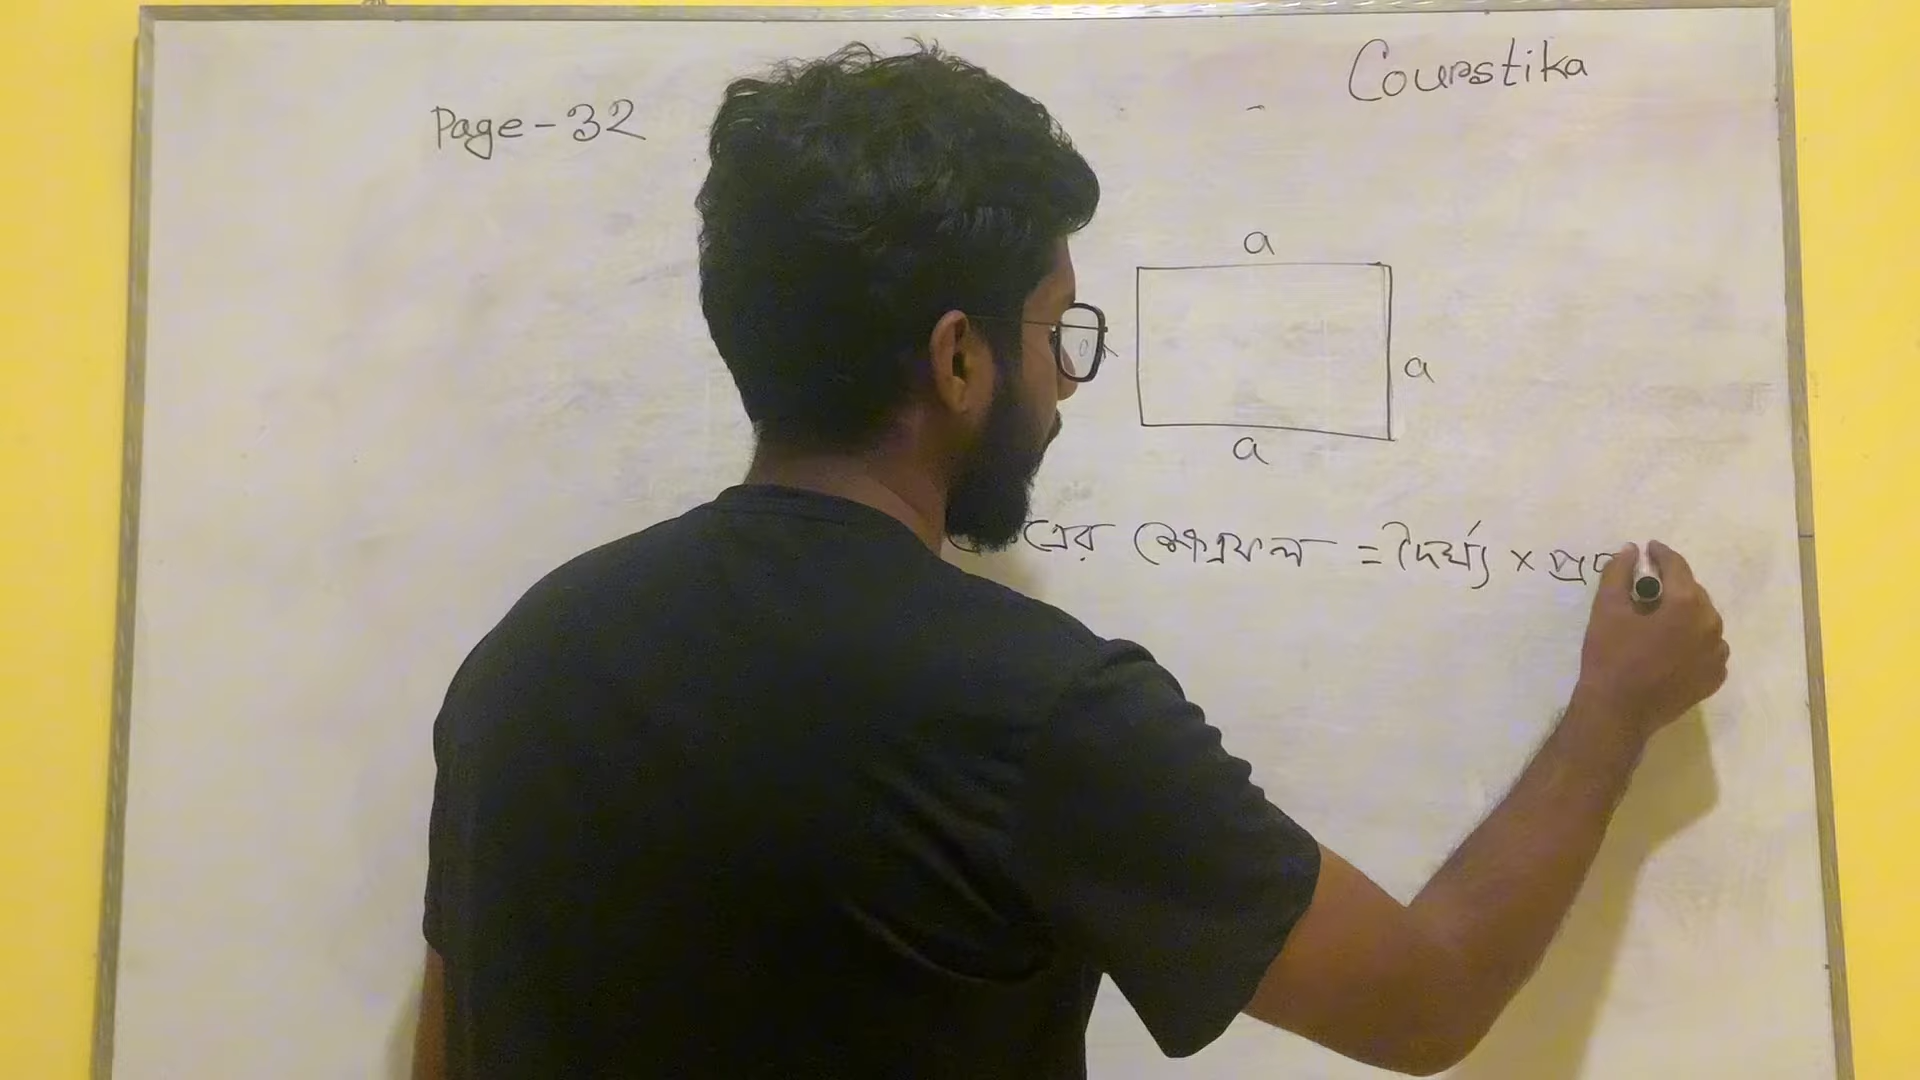 Courstika
Page-32
a
a
a
ত্রের ক্ষেত্রফল = দৈর্ঘ্য ×